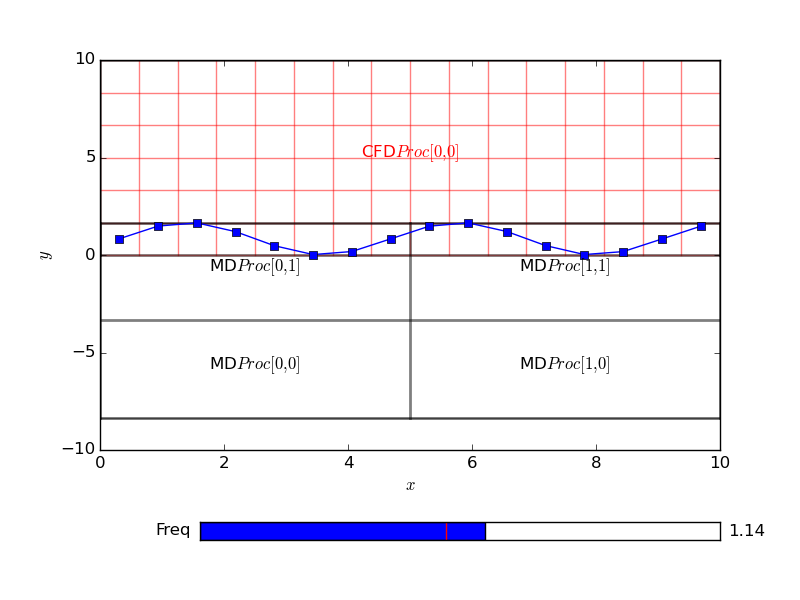 10
5
0
−5
−10
y
CFDProc[0,0]
MDProc[0,1] MDProc[1,1]
MDProc[0,0] MDProc[1,0]
0 2 4 6 8 10
x
Freq 1.14